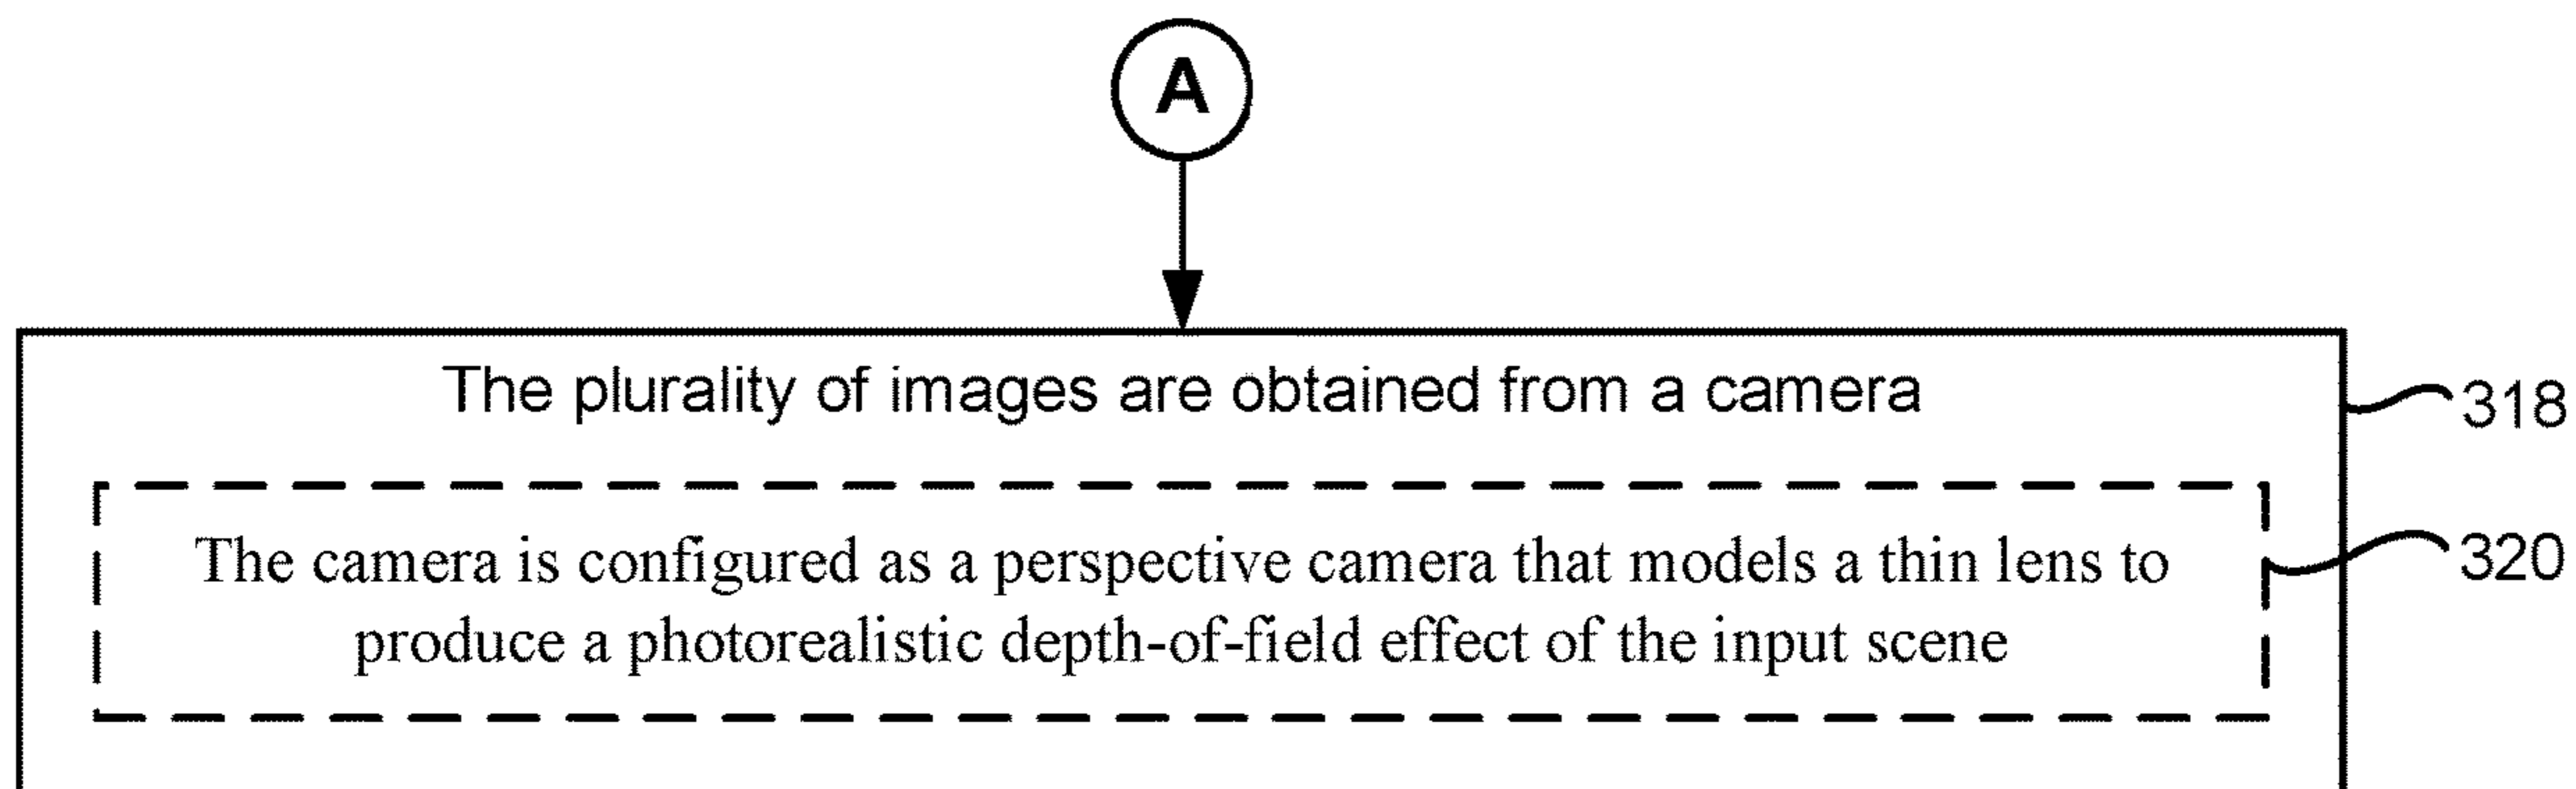 A
The plurality of images are obtained from a camera
318
The camera is configured as a perspective camera that models a thin lens to
produce a photorealistic depth-of-field effect of the input scene
320